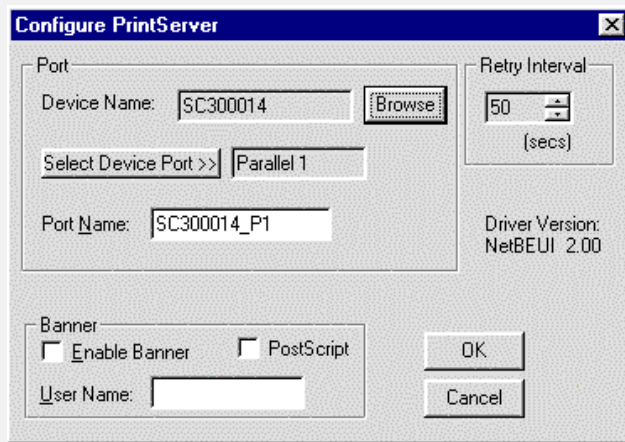 Configure PrintServer
Port
Device Name: SC300014 Browse
Select Device Port >> Parallel 1
Port Name: SC300014_P1
Retry Interval
50
(secs)
Driver Version:
NetBEUI 2.00
Banner
Enable Banner PostScript
User Name:
OK
Cancel